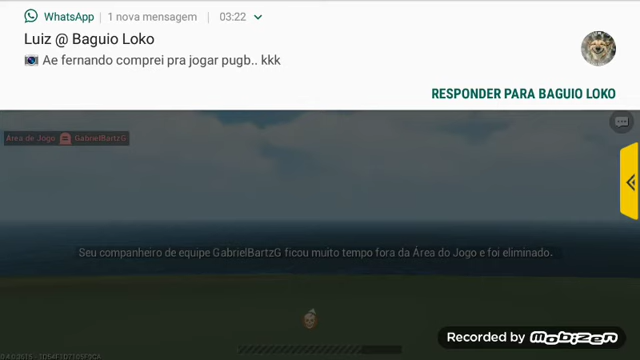 WhatsApp | 1 nova mensagem | 03:22
Luiz @ Baguio Loko
Ae fernando comprei pra jogar pugb.. kkk
RESPONDER PARA BAGUIO LOKO
Área de Jogo GabrielBartzG
Seu companheiro de equipe GabrielBartzG ficou muito tempo fora da Área do Jogo e foi eliminado.
Recorded by mobizen